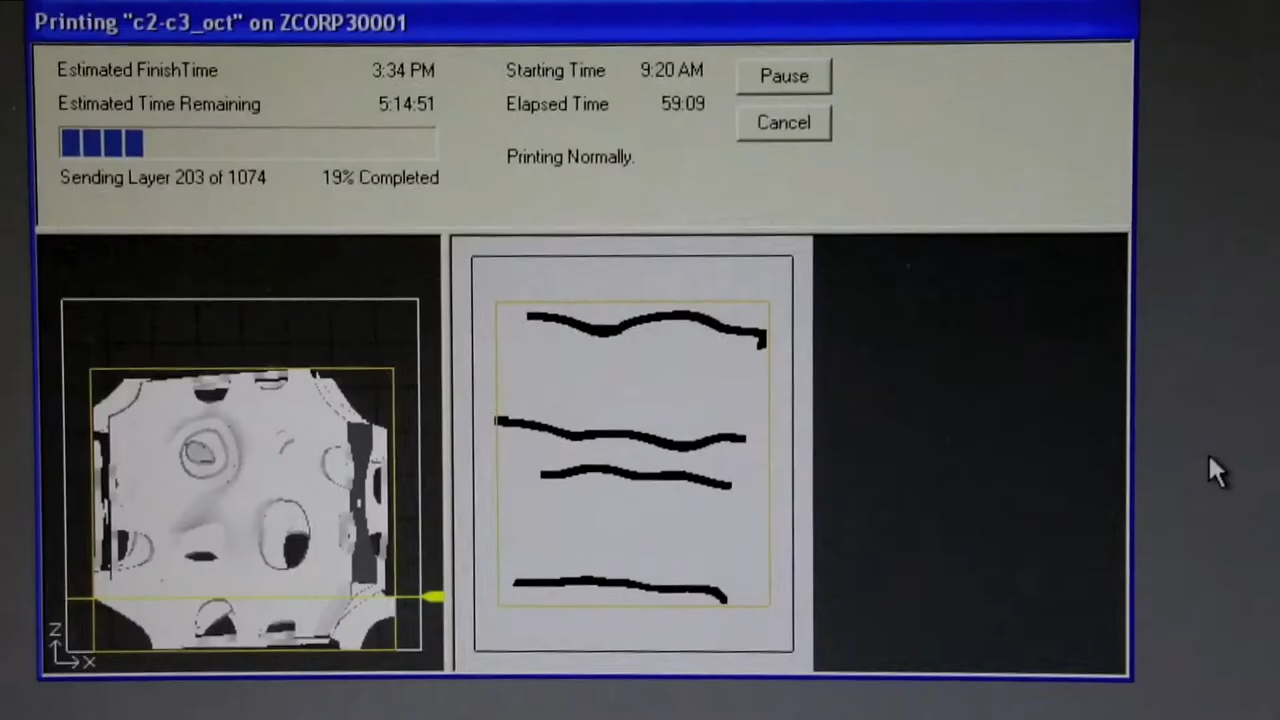 Printing "c2-c3_oct" on ZCORP30001
Estimated FinishTime 3:34 PM Starting Time 9:20 AM Pause
Estimated Time Remaining 5:14:51 Elapsed Time 59:09 Cancel
Printing Normally.
Sending Layer 203 of 1074 19% Completed
Z
X